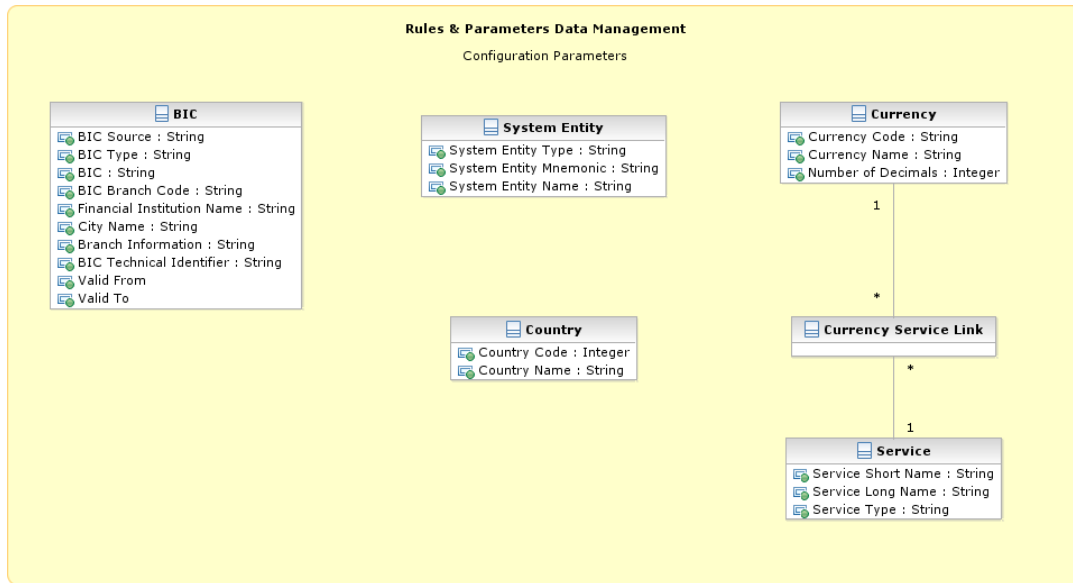 Rules & Parameters Data Management
Configuration Parameters
BIC
BIC Source : String
BIC Type : String
BIC : String
BIC Branch Code : String
Financial Institution Name : String
City Name : String
Branch Information : String
BIC Technical Identifier : String
Valid From
Valid To
System Entity
System Entity Type : String
System Entity Mnemonic : String
System Entity Name : String
Country
Country Code : Integer
Country Name : String
Currency
Currency Code : String
Currency Name : String
Number of Decimals : Integer
1
*
Currency Service Link
*
1
Service
Service Short Name : String
Service Long Name : String
Service Type : String